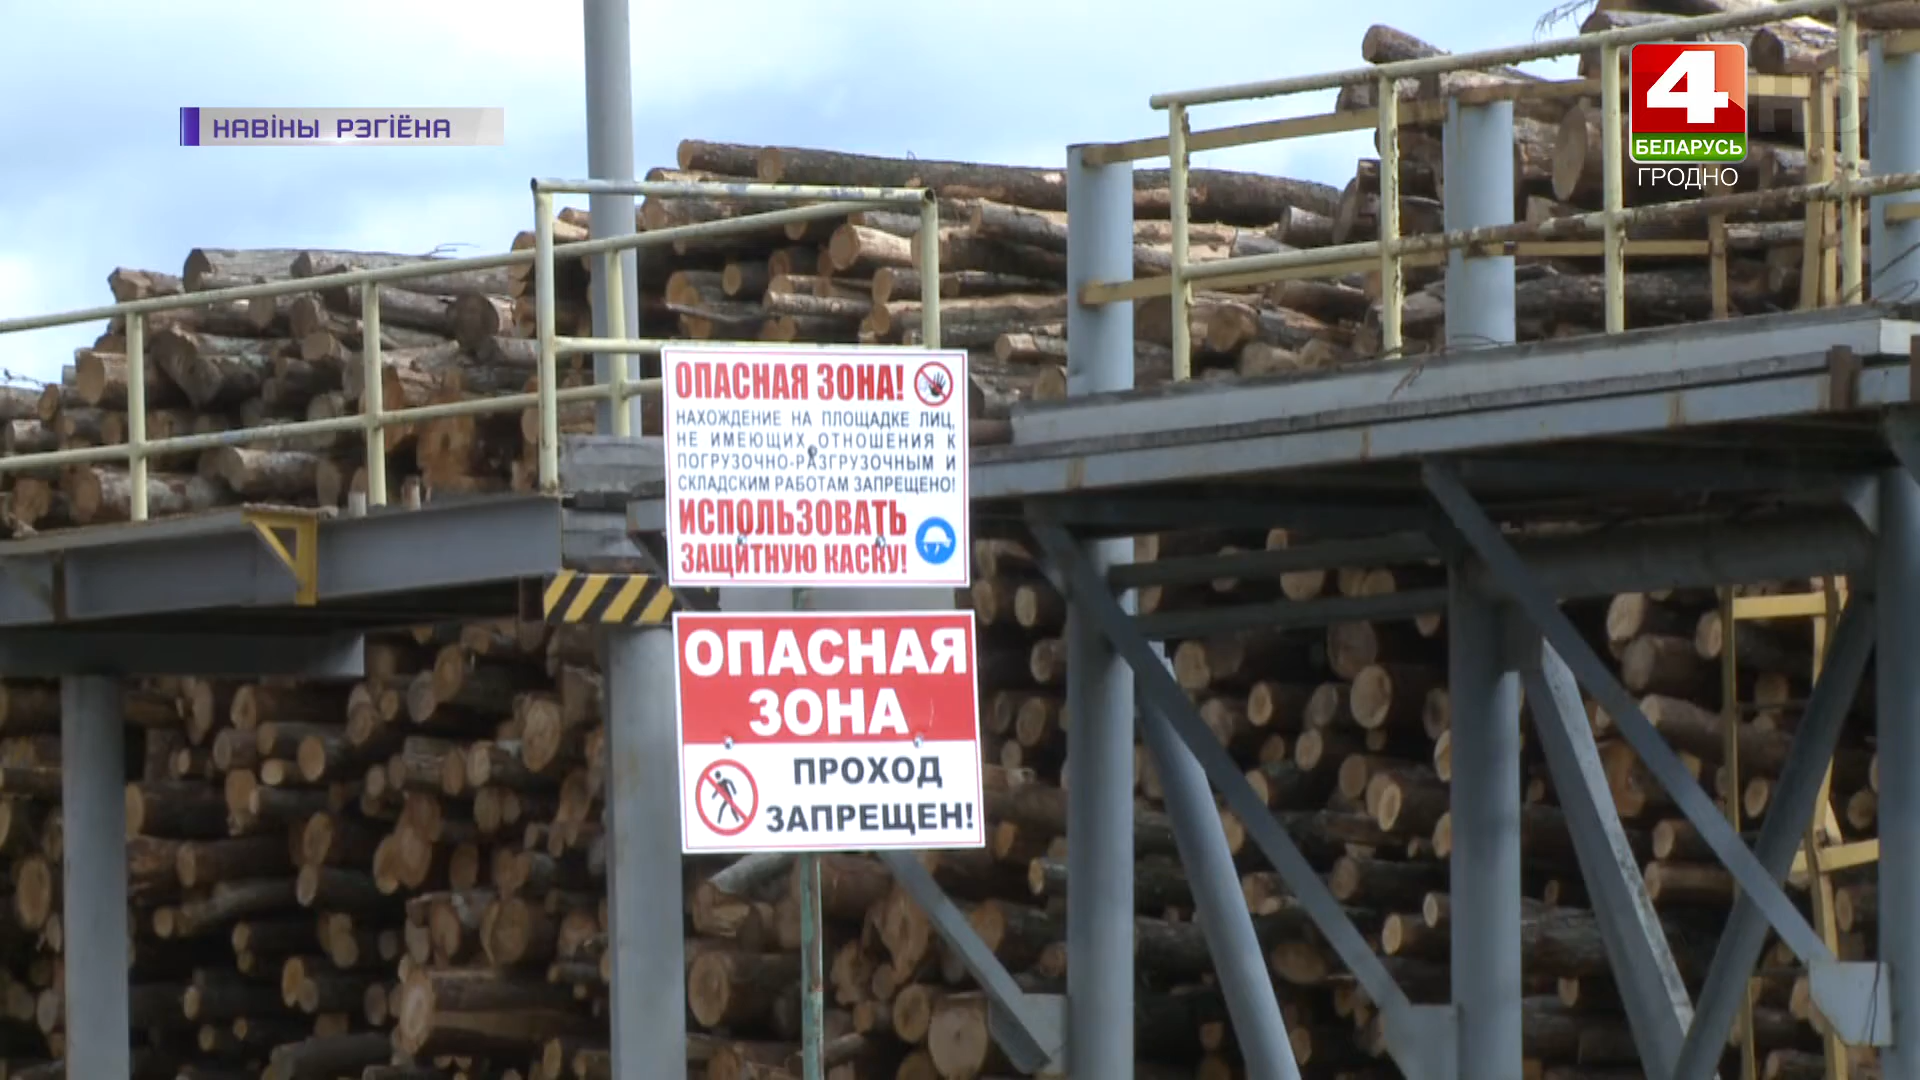 НАВІНЫ РЭГІЁНА
4
БЕЛАРУСЬ
ГРОДНО
ОПАСНАЯ ЗОНА!
НАХОЖДЕНИЕ НА ПЛОЩАДКЕ ЛИЦ,
НЕ ИМЕЮЩИХ ОТНОШЕНИЯ К
ПОГРУЗОЧНО-РАЗГРУЗОЧНЫМ И
СКЛАДСКИМ РАБОТАМ ЗАПРЕЩЕНО!
ИСПОЛЬЗОВАТЬ
ЗАЩИТНУЮ КАСКУ!
ОПАСНАЯ
ЗОНА
ПРОХОД
ЗАПРЕЩЕН!